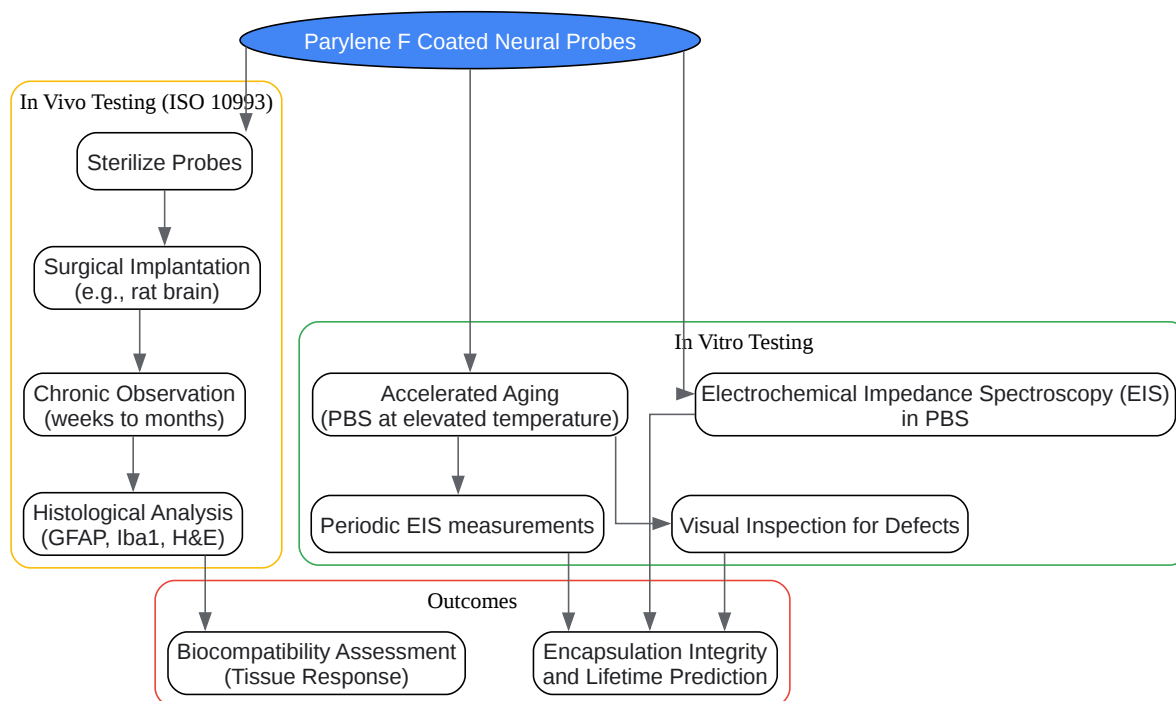 Parylene F Coated Neural Probes
In Vivo Testing (ISO 10993)
Sterilize Probes
Surgical Implantation
(e.g., rat brain)
Chronic Observation
(weeks to months)
Histological Analysis
(GFAP, Iba1, H&E)
In Vitro Testing
Accelerated Aging
(PBS at elevated temperature)
Electrochemical Impedance Spectroscopy (EIS)
in PBS
Periodic EIS measurements
Visual Inspection for Defects
Outcomes
Biocompatibility Assessment
(Tissue Response)
Encapsulation Integrity
and Lifetime Prediction